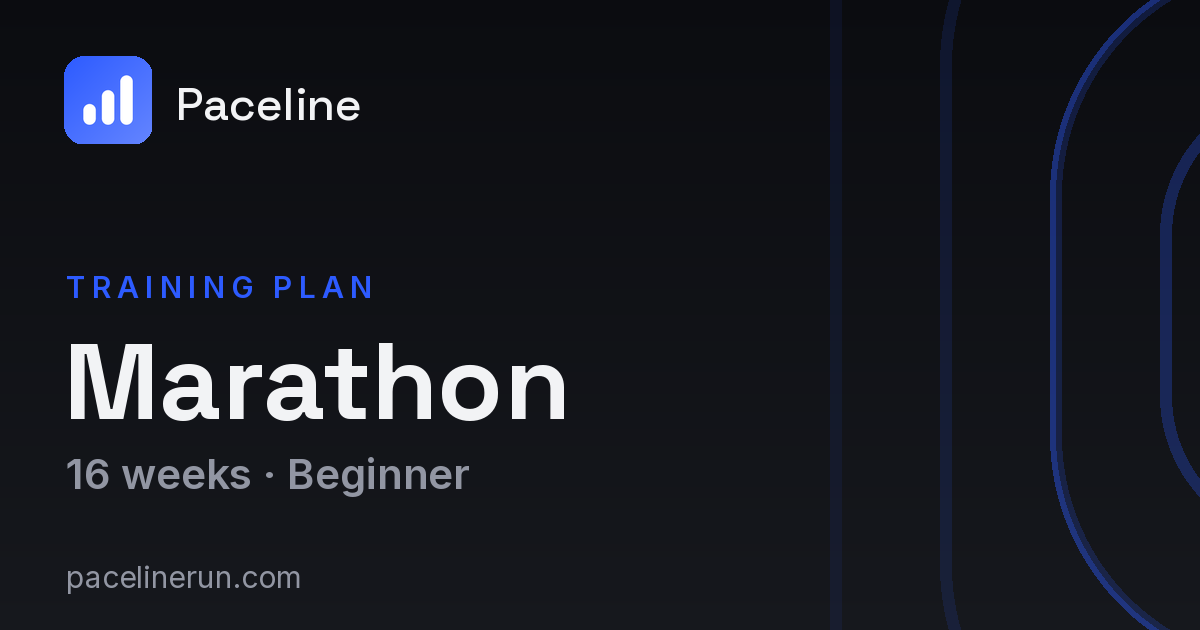 Paceline
TRAINING PLAN
Marathon
16 weeks · Beginner
pacelinerun.com